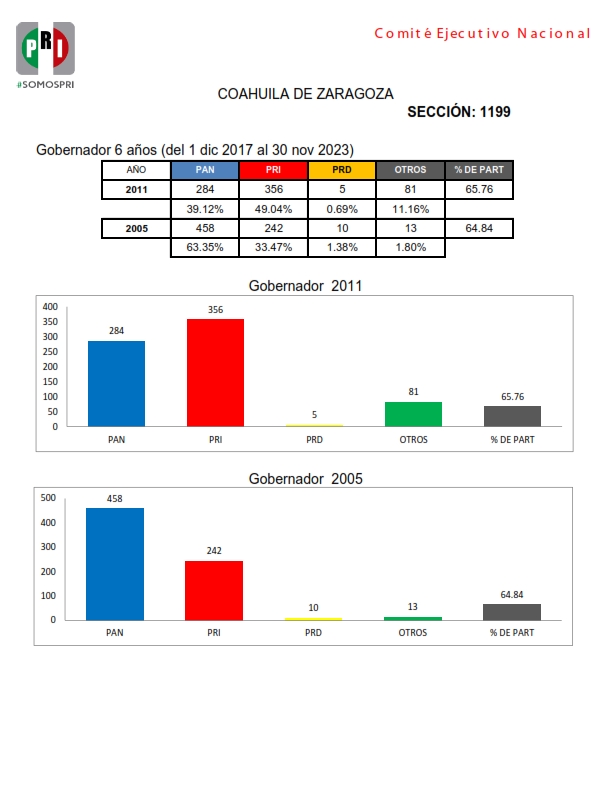 PRI
#SOMOSPRI
Comité Ejecutivo Nacional
COAHUILA DE ZARAGOZA
SECCIÓN: 1199
Gobernador 6 años (del 1 dic 2017 al 30 nov 2023)
AÑO PAN PRI PRD OTROS % DE PART
2011 284 356 5 81 65.76
39.12% 49.04% 0.69% 11.16%
2005 458 242 10 13 64.84
63.35% 33.47% 1.38% 1.80%
Gobernador 2011
400
350
300
250
200
150
100
50
0
284
356
5
81
65.76
PAN PRI PRD OTROS % DE PART
Gobernador 2005
500
400
300
200
100
0
458
242
10
13
64.84
PAN PRI PRD OTROS % DE PART